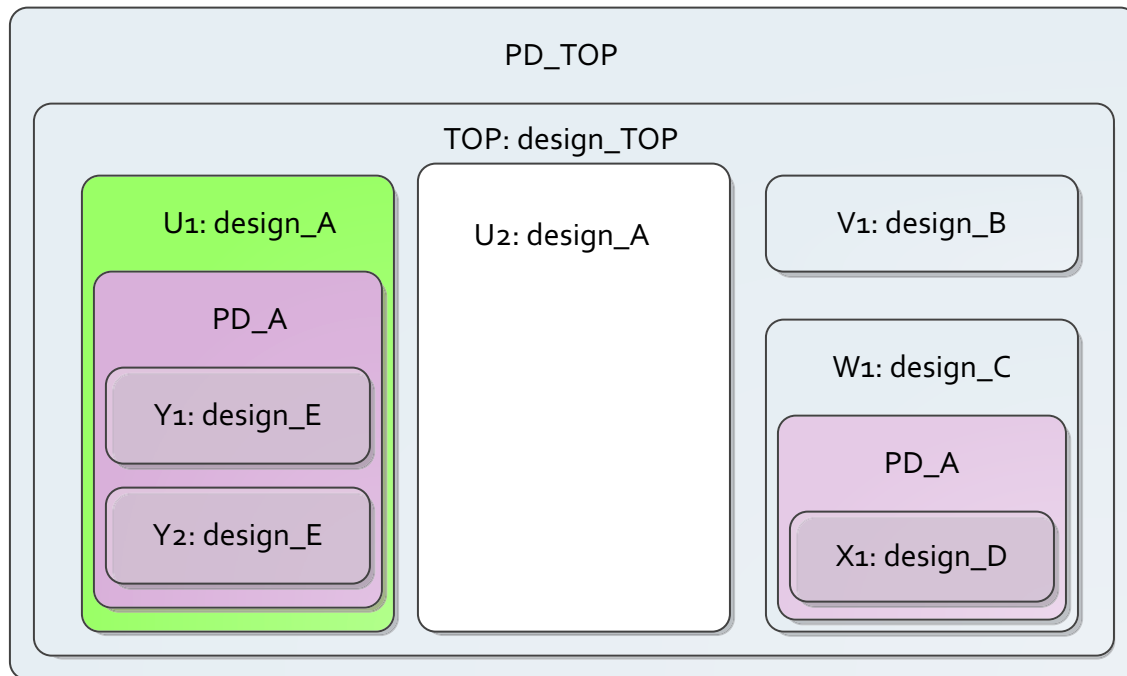 PD_TOP
TOP: design_TOP
U1: design_A
PD_A
Y1: design_E
Y2: design_E
U2: design_A
V1: design_B
W1: design_C
PD_A
X1: design_D